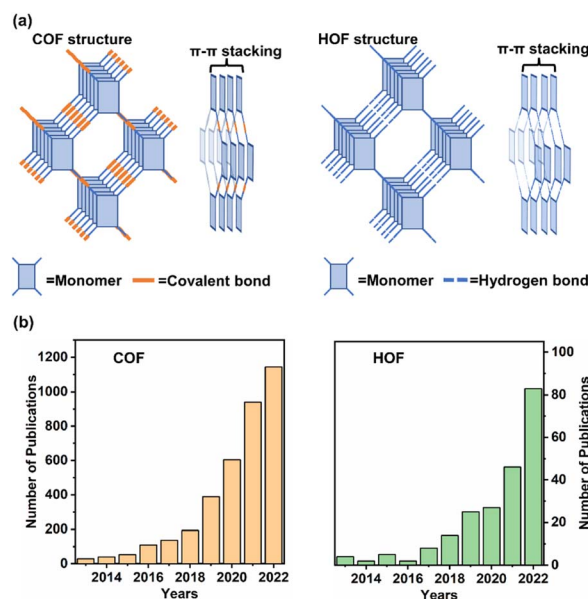 (a)
COF structure
π-π stacking
HOF structure
π-π stacking
=Monomer
=Covalent bond
=Monomer
=Hydrogen bond
(b)
COF
Number of Publications
1200
1000
800
600
400
200
0
2014 2016 2018 2020 2022
Years
HOF
Number of Publications
100
80
60
40
20
0
2014 2016 2018 2020 2022
Years